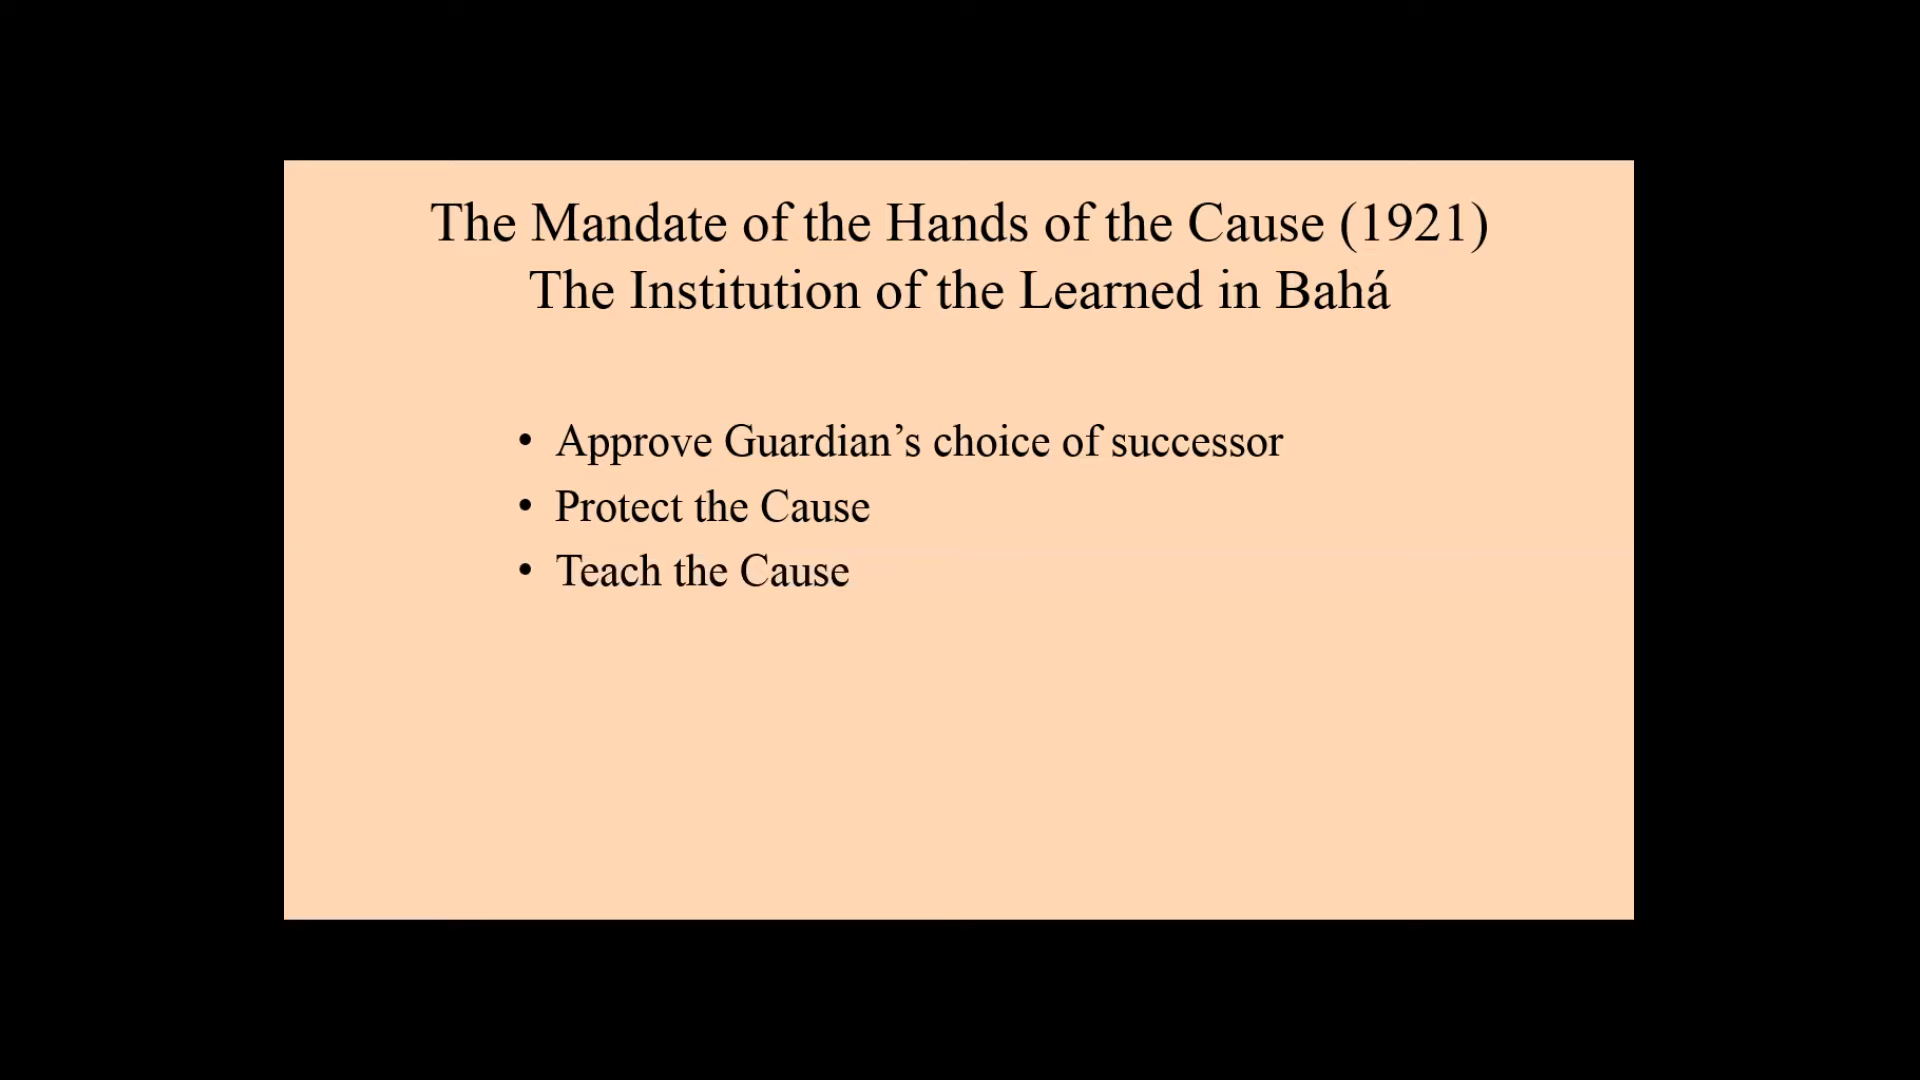 The Mandate of the Hands of the Cause (1921)
The Institution of the Learned in Bahá
• Approve Guardian’s choice of successor
• Protect the Cause
• Teach the Cause